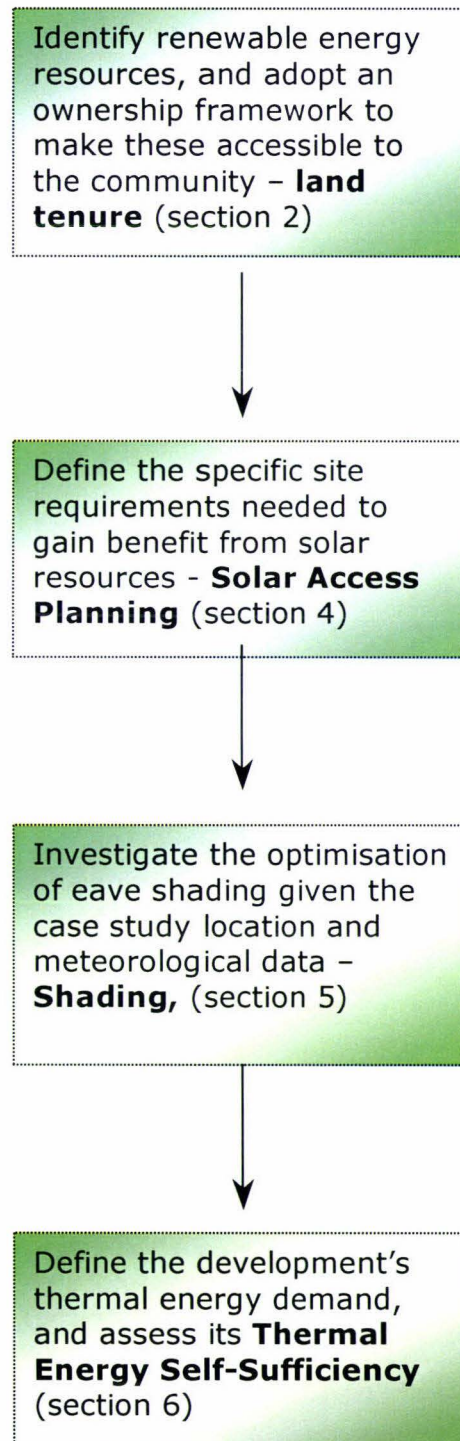 Identify renewable energy
resources, and adopt an
ownership framework to
make these accessible to
the community – land
tenure (section 2)
Define the specific site
requirements needed to
gain benefit from solar
resources - Solar Access
Planning (section 4)
Investigate the optimisation
of eave shading given the
case study location and
meteorological data –
Shading, (section 5)
Define the development's
thermal energy demand,
and assess its Thermal
Energy Self-Sufficiency
(section 6)